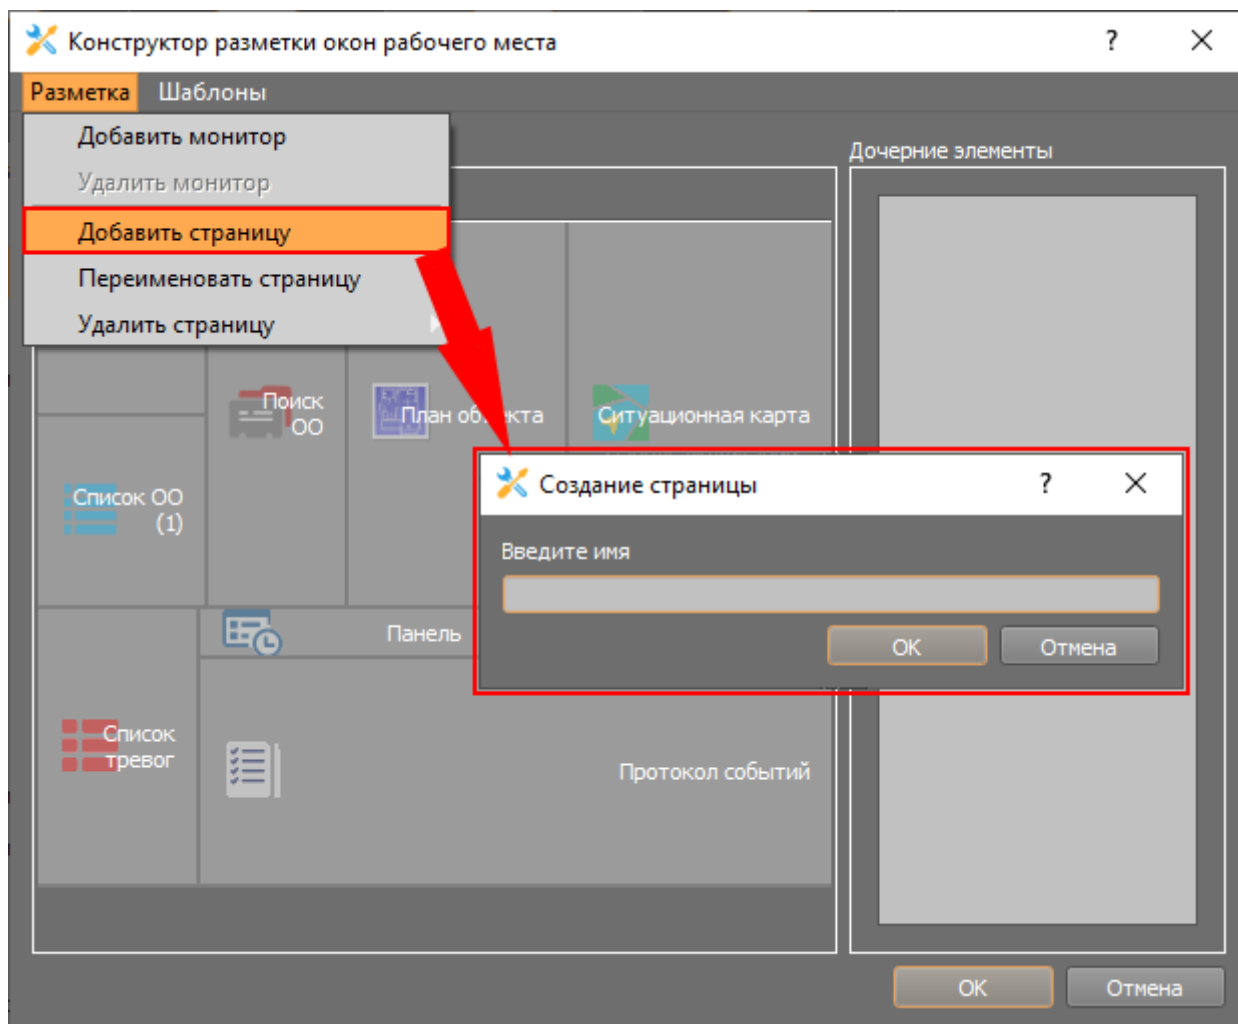 Конструктор разметки окон рабочего места
?
Разметка Шаблоны
Добавить монитор
Удалить монитор
Добавить страницу
Переименовать страницу
Удалить страницу
Дочерние элементы
Поиск
ОО
План объекта
Ситуационная карта
Список ОО
(1)
Создание страницы
?
Введите имя
ОК
Отмена
Панель
Список
тревог
Протокол событий
ОК
Отмена